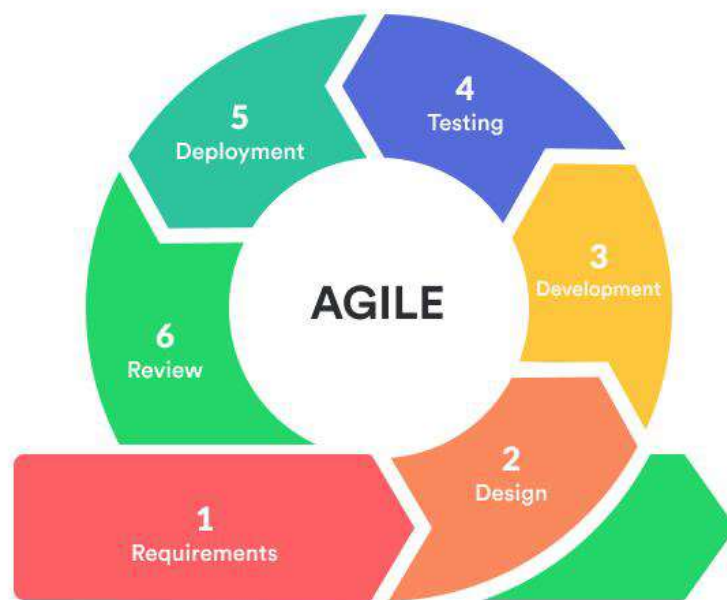 AGILE
1
Requirements
2
Design
3
Development
4
Testing
5
Deployment
6
Review